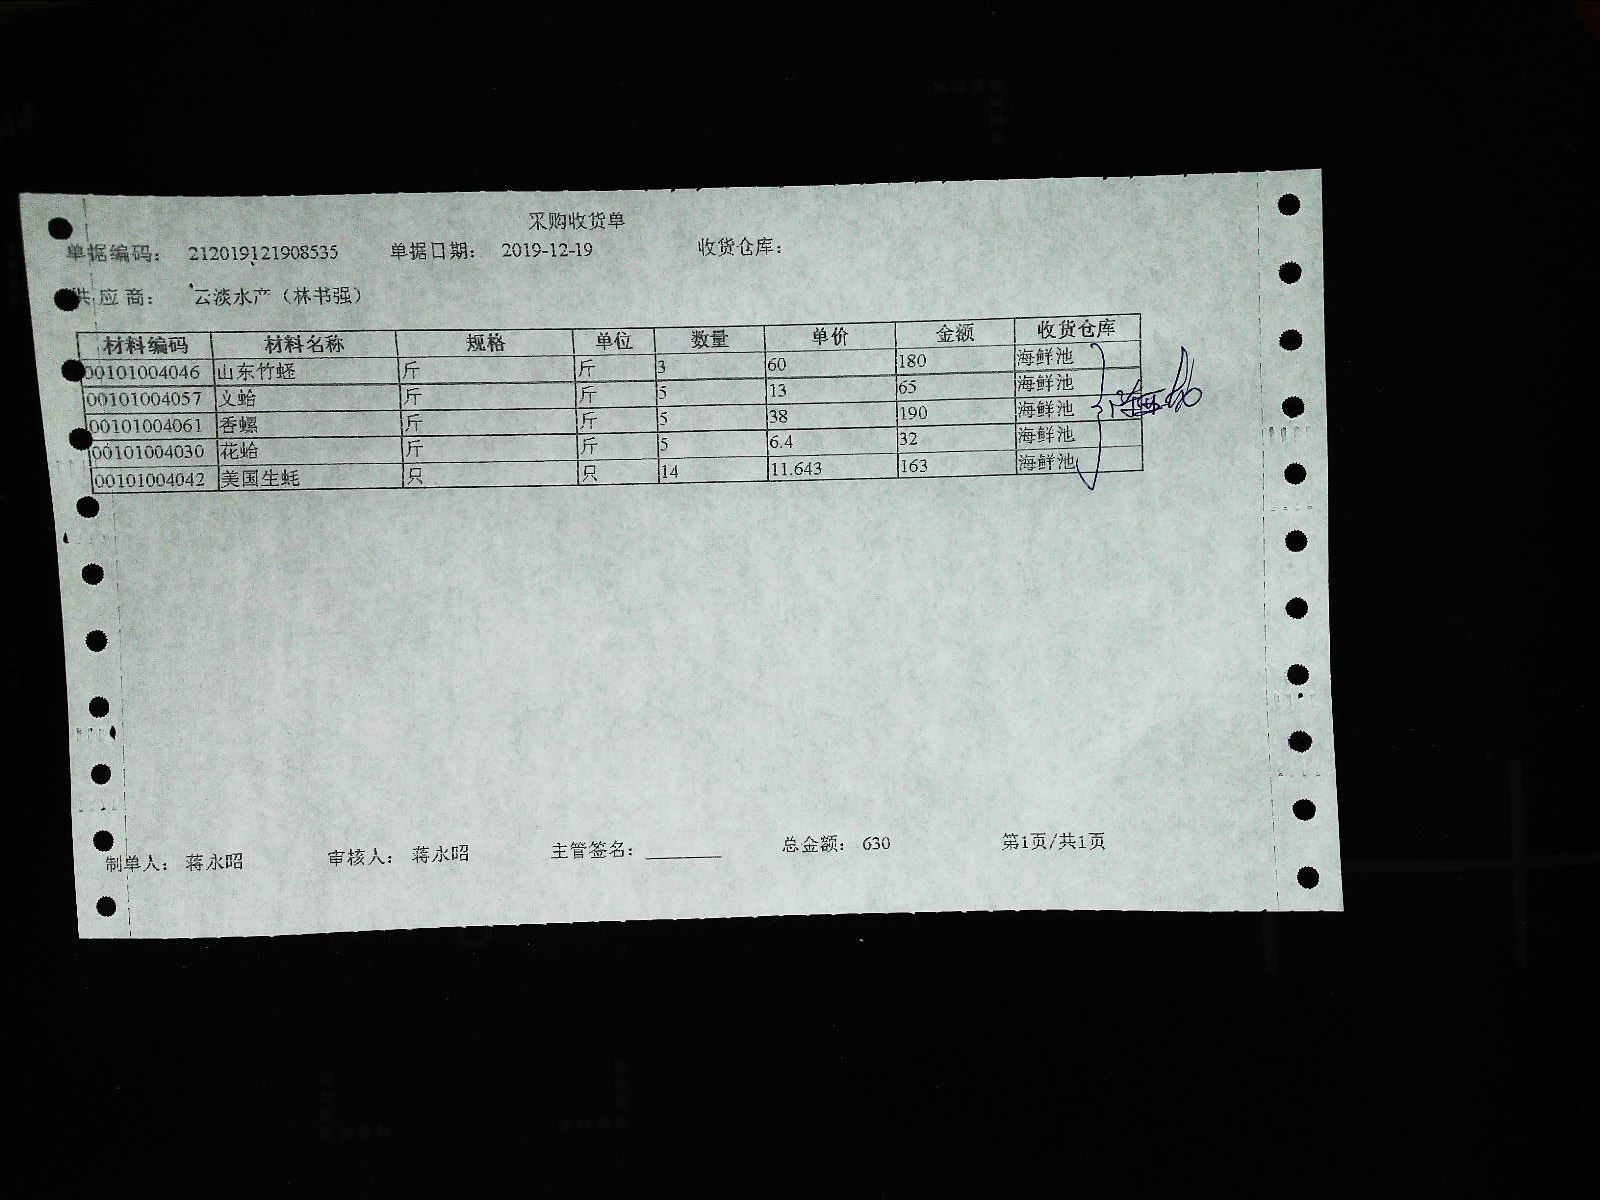 采购收货单
单据编码： 212019121908535 单据日期： 2019-12-19 收货仓库：
供应商： 云淡水产（林书强）
材料编码 材料名称 规格 单位 数量 单价 金额 收货仓库
00101004046 山东竹蛏 斤 斤 3 60 180 海鲜池
00101004057 文蛤 斤 斤 5 13 65 海鲜池
00101004061 香螺 斤 斤 5 38 190 海鲜池
00101004030 花蛤 斤 斤 5 6.4 32 海鲜池
00101004042 美国生蚝 只 只 14 11.643 163 海鲜池
制单人： 蒋永昭 审核人： 蒋永昭 主管签名： 总金额： 630 第1页/共1页